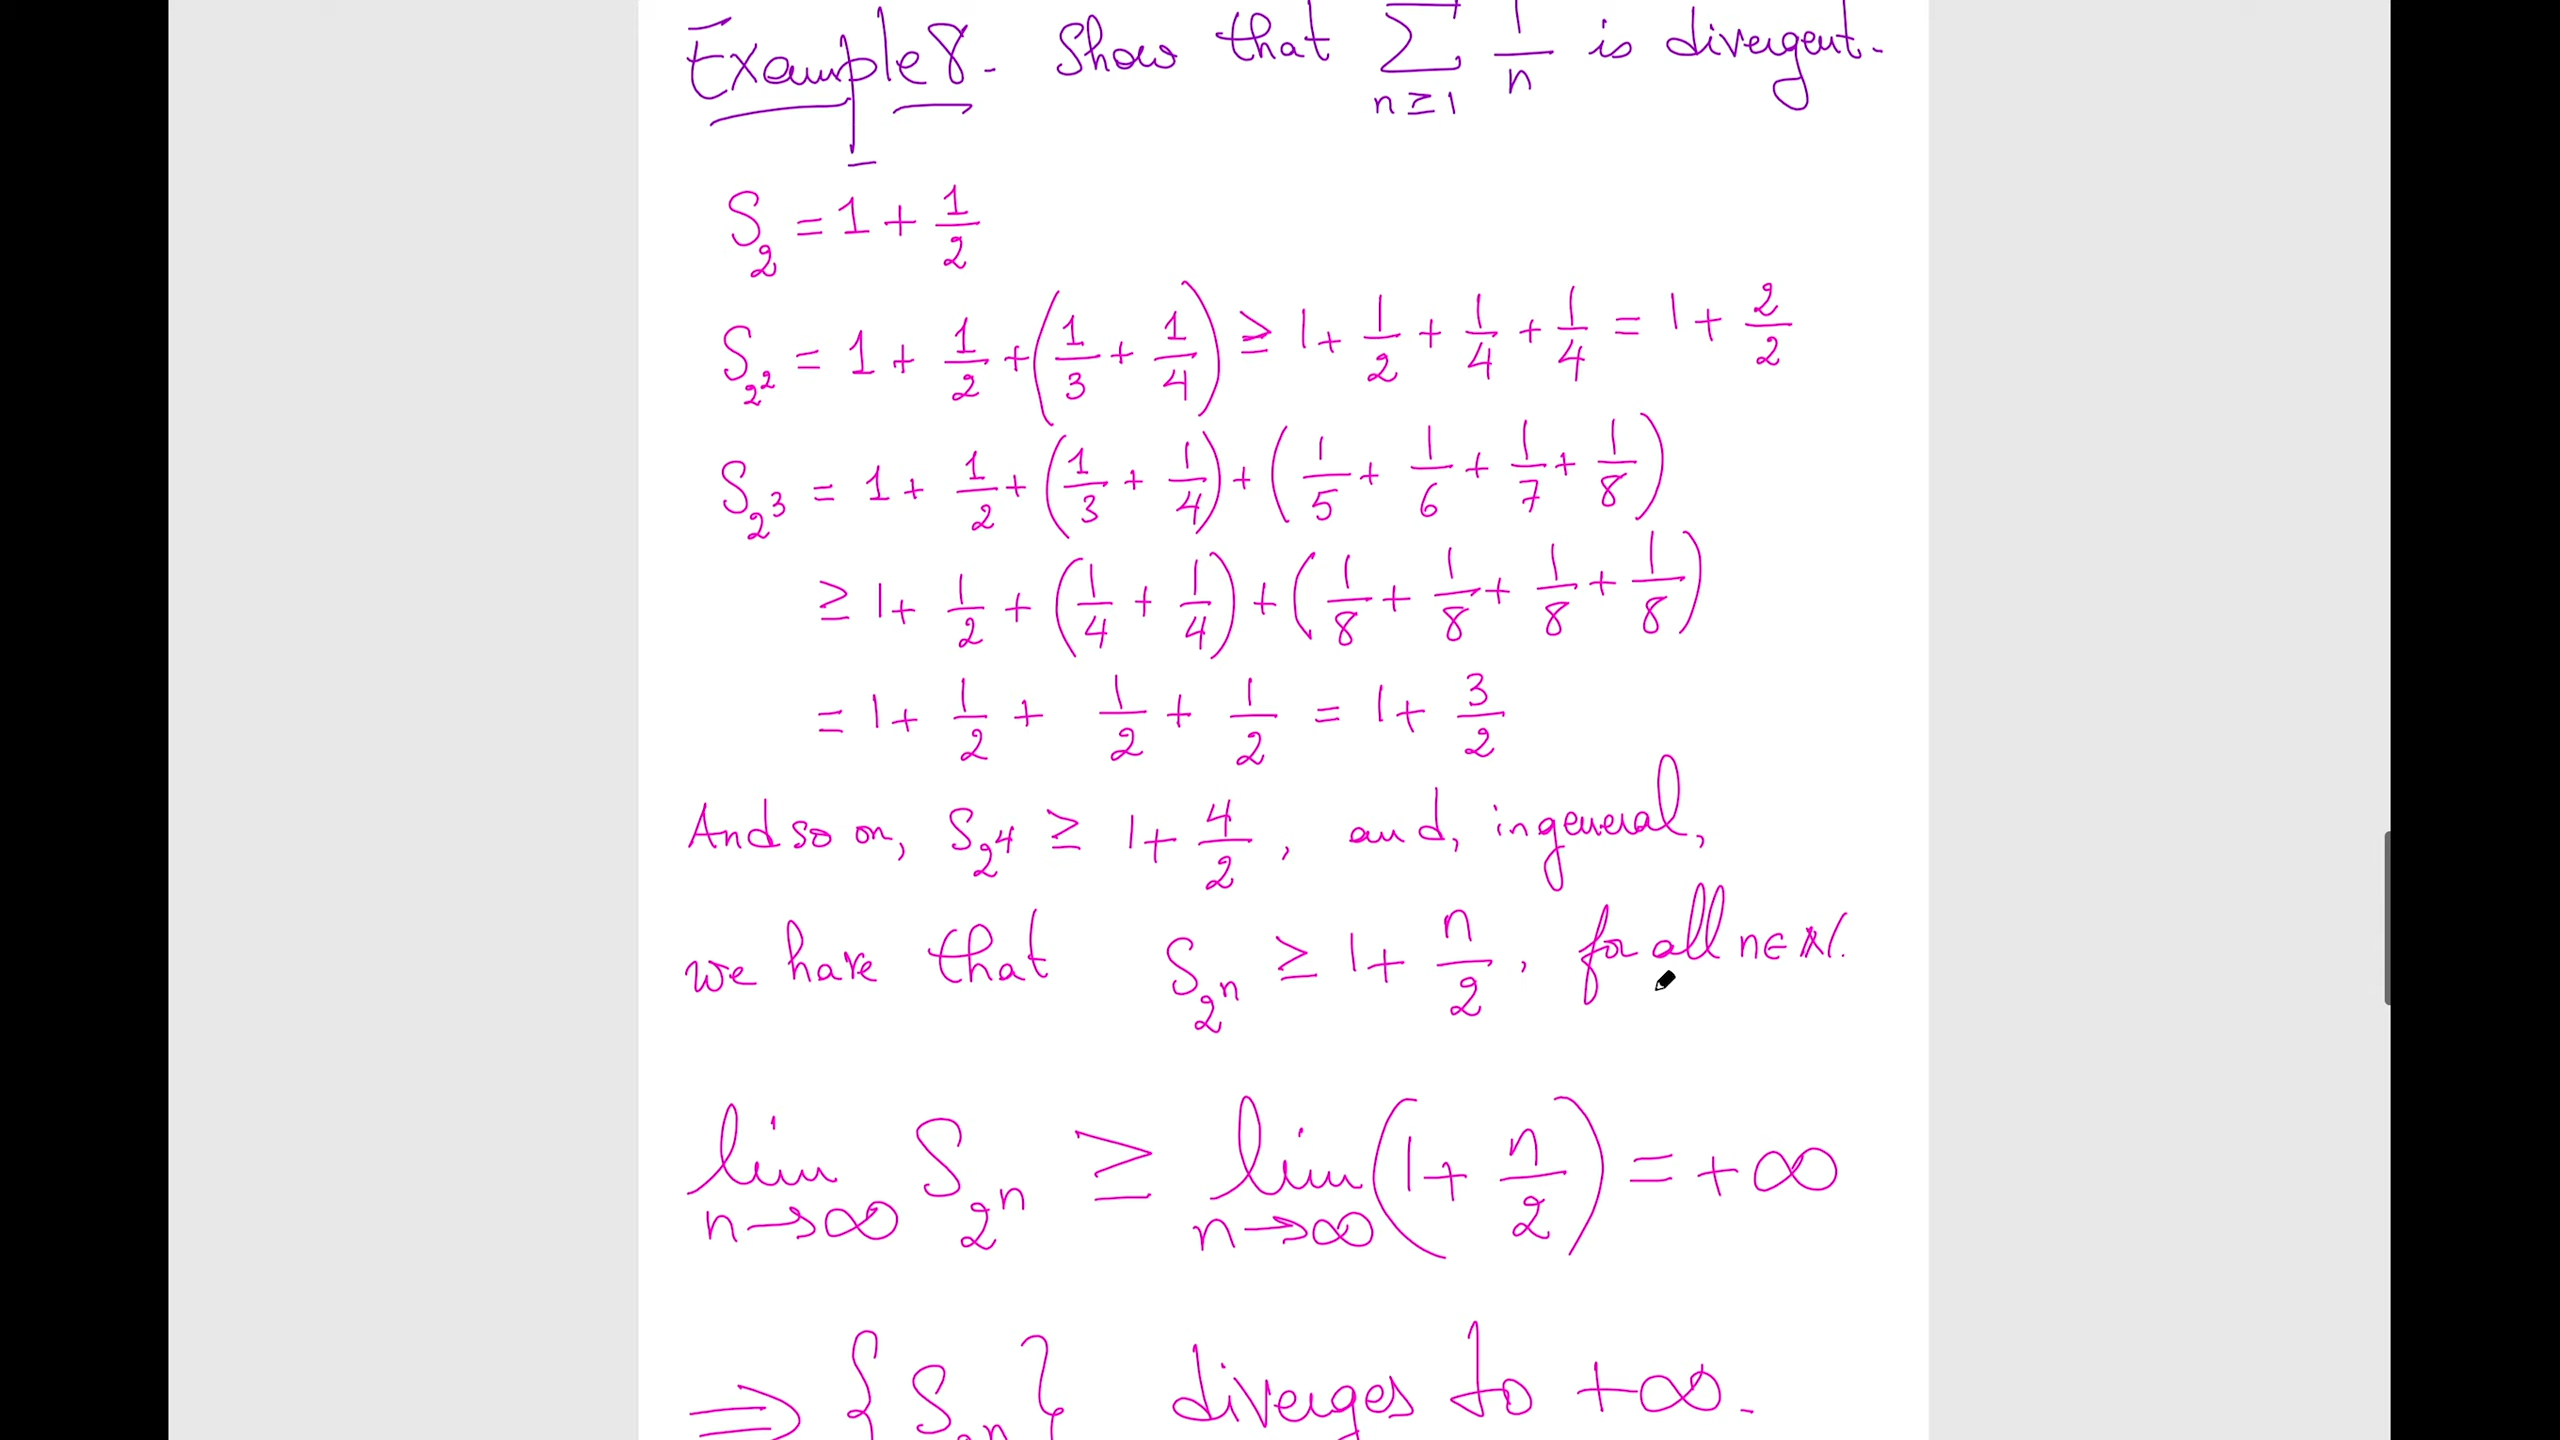 Example 8. Show that ∑_{n≥1} 1/n is divergent.
S_2 = 1 + 1/2
S_{2^2} = 1 + 1/2 + (1/3 + 1/4) ≥ 1 + 1/2 + 1/4 + 1/4 = 1 + 2/2
S_{2^3} = 1 + 1/2 + (1/3 + 1/4) + (1/5 + 1/6 + 1/7 + 1/8)
≥ 1 + 1/2 + (1/4 + 1/4) + (1/8 + 1/8 + 1/8 + 1/8)
= 1 + 1/2 + 1/2 + 1/2 = 1 + 3/2
And so on, S_{2^4} ≥ 1 + 4/2, and, in general,
we have that S_{2^n} ≥ 1 + n/2, for all n ∈ ℕ.
lim_{n→∞} S_{2^n} ≥ lim_{n→∞} (1 + n/2) = +∞
⟹ {S_{2^n}} diverges to +∞.